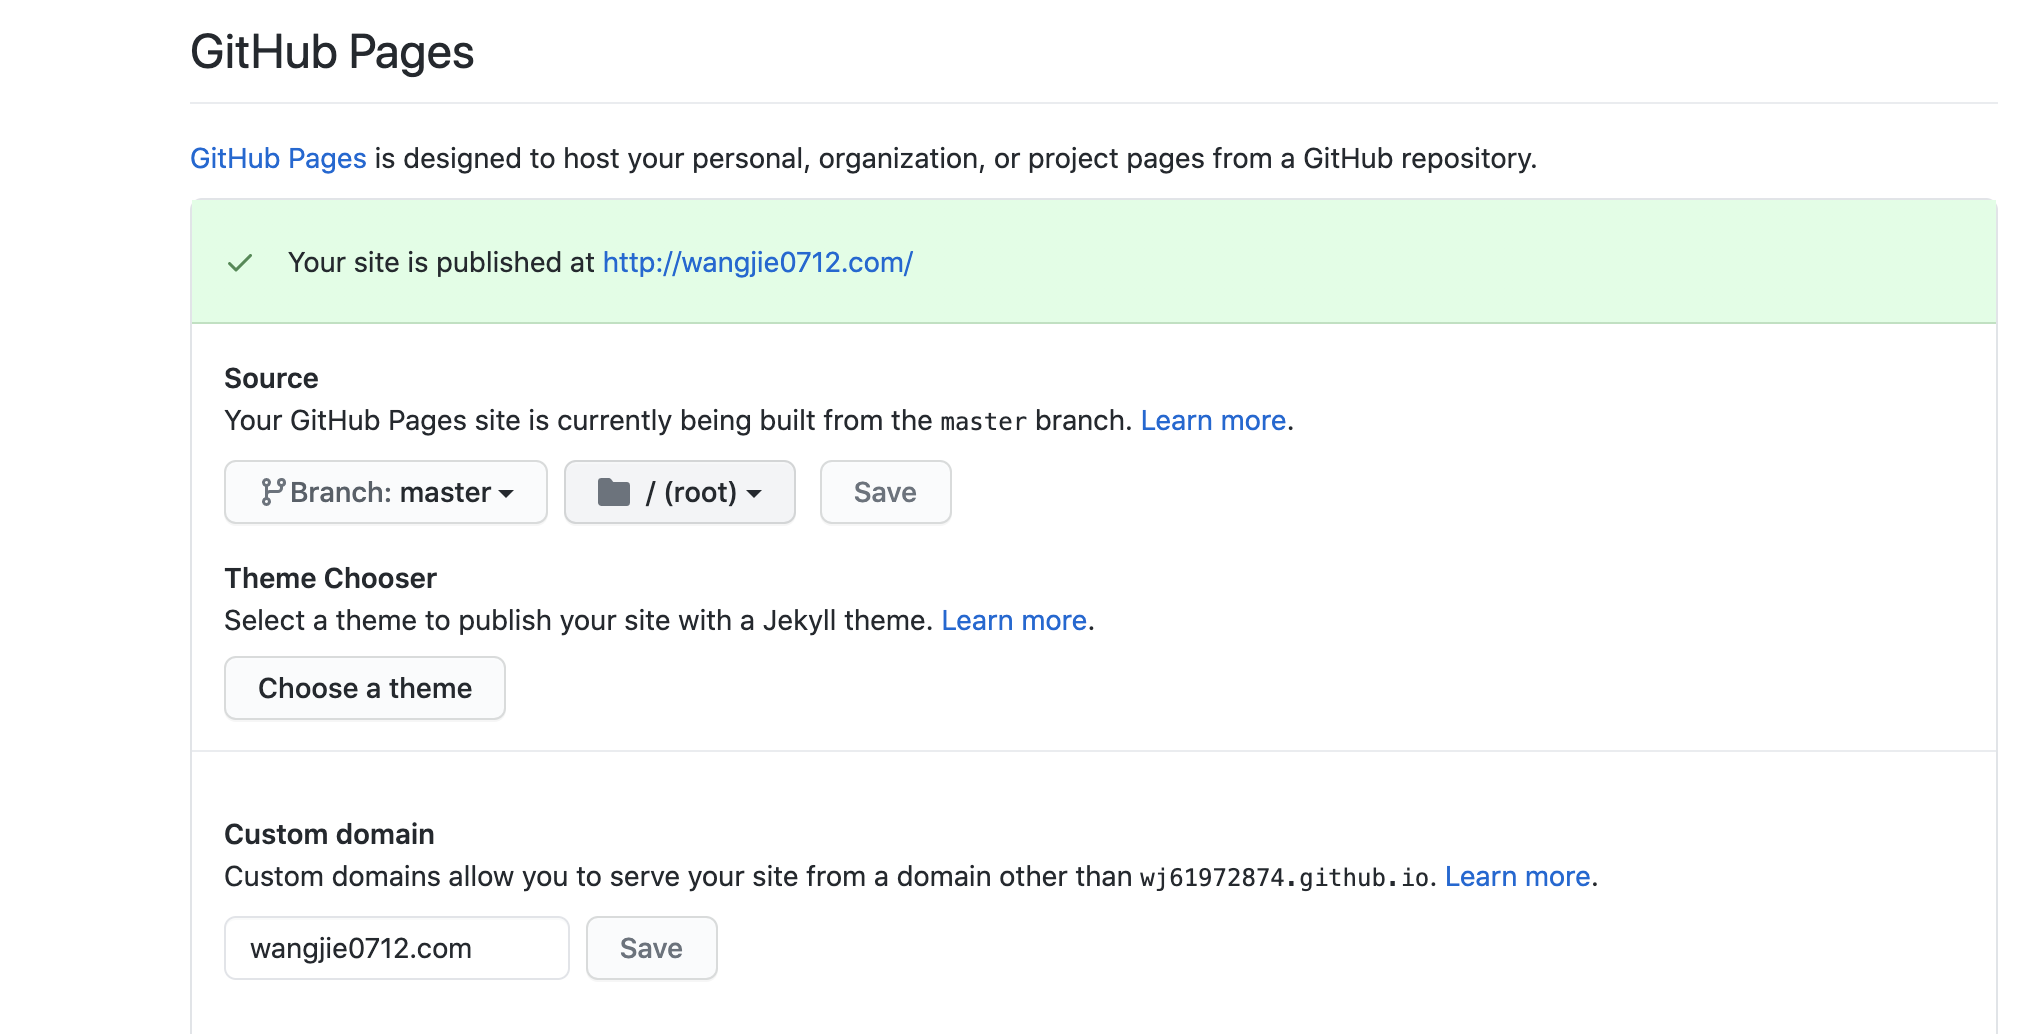 GitHub Pages
GitHub Pages is designed to host your personal, organization, or project pages from a GitHub repository.
Your site is published at http://wangjie0712.com/
Source
Your GitHub Pages site is currently being built from the master branch. Learn more.
Branch: master / (root) Save
Theme Chooser
Select a theme to publish your site with a Jekyll theme. Learn more.
Choose a theme
Custom domain
Custom domains allow you to serve your site from a domain other than wj61972874.github.io. Learn more.
wangjie0712.com Save